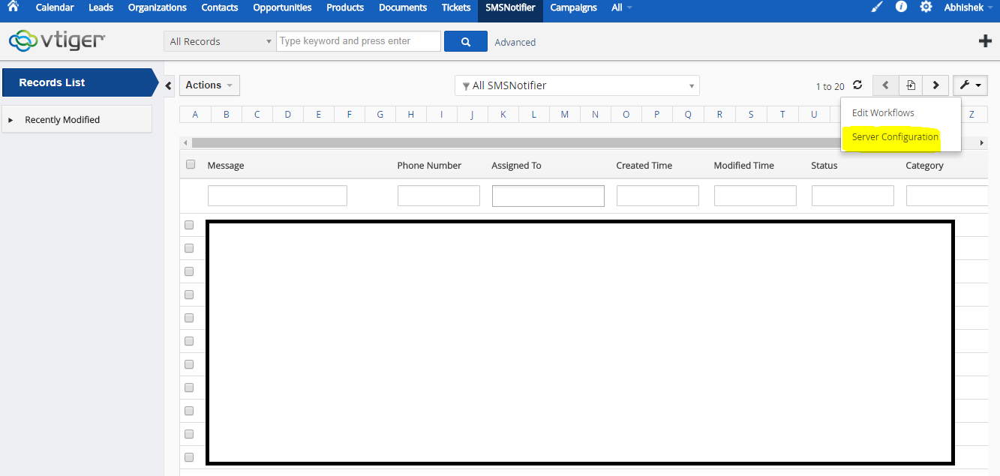 Calendar Leads Organizations Contacts Opportunities Products Documents Tickets SMSNotifier Campaigns All Abhishek
vtiger All Records Type keyword and press enter Advanced
Records List Actions All SMSNotifier 1 to 20
Recently Modified
A B C D E F G H I J K L M N O P Q R S T U Z
Edit Workflows
Server Configuration
Message Phone Number Assigned To Created Time Modified Time Status Category